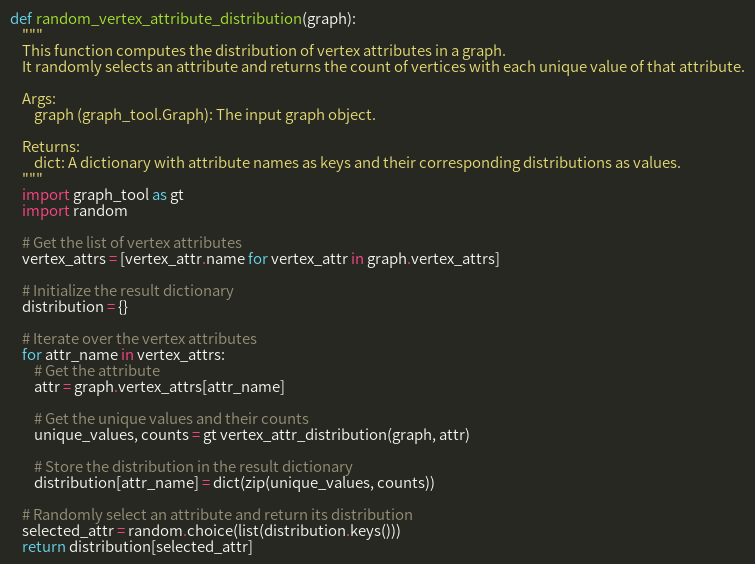 def random_vertex_attribute_distribution(graph):
    """
    This function computes the distribution of vertex attributes in a graph.
    It randomly selects an attribute and returns the count of vertices with each unique value of that attribute.

    Args:
        graph (graph_tool.Graph): The input graph object.

    Returns:
        dict: A dictionary with attribute names as keys and their corresponding distributions as values.
    """
    import graph_tool as gt
    import random

    # Get the list of vertex attributes
    vertex_attrs = [vertex_attr.name for vertex_attr in graph.vertex_attrs]

    # Initialize the result dictionary
    distribution = {}

    # Iterate over the vertex attributes
    for attr_name in vertex_attrs:
        # Get the attribute
        attr = graph.vertex_attrs[attr_name]

        # Get the unique values and their counts
        unique_values, counts = gt vertex_attr_distribution(graph, attr)

        # Store the distribution in the result dictionary
        distribution[attr_name] = dict(zip(unique_values, counts))

    # Randomly select an attribute and return its distribution
    selected_attr = random.choice(list(distribution.keys()))
    return distribution[selected_attr]